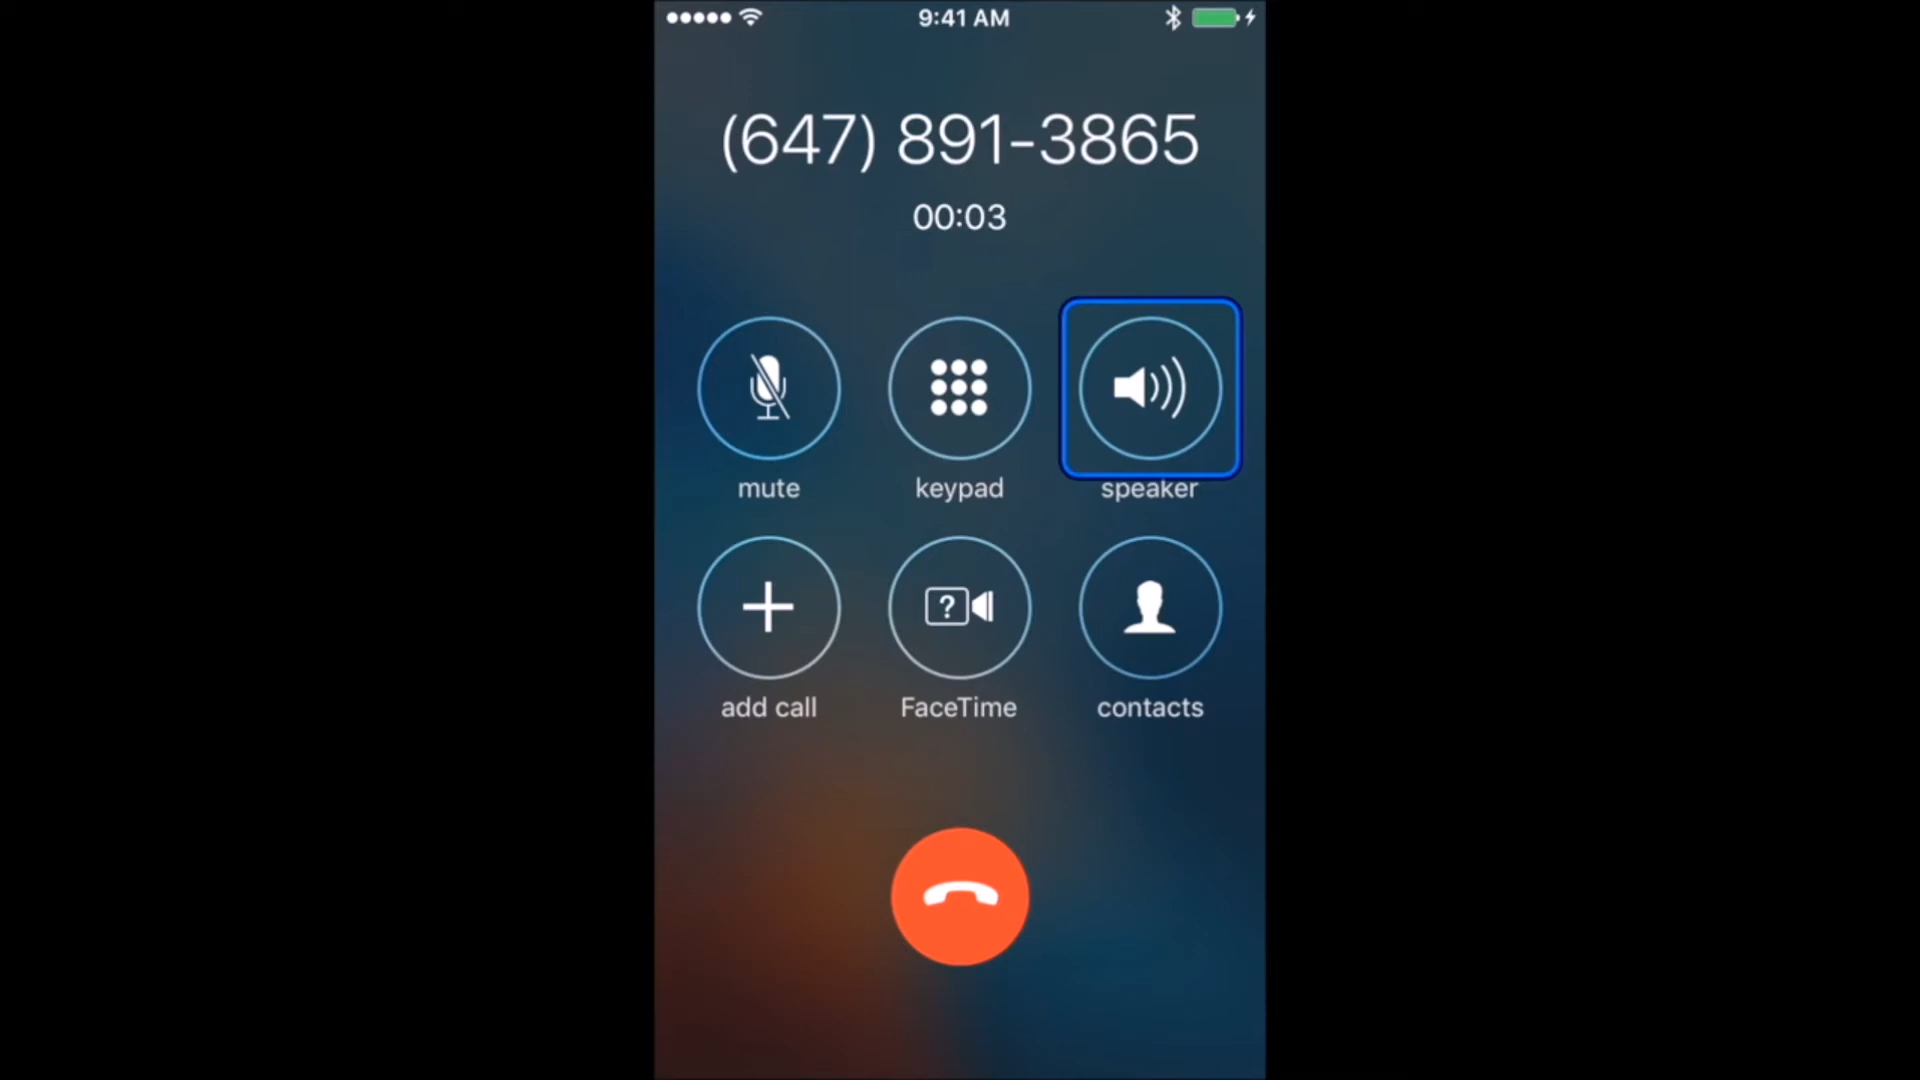 9:41 AM
(647) 891-3865
00:03
mute keypad speaker
add call FaceTime contacts